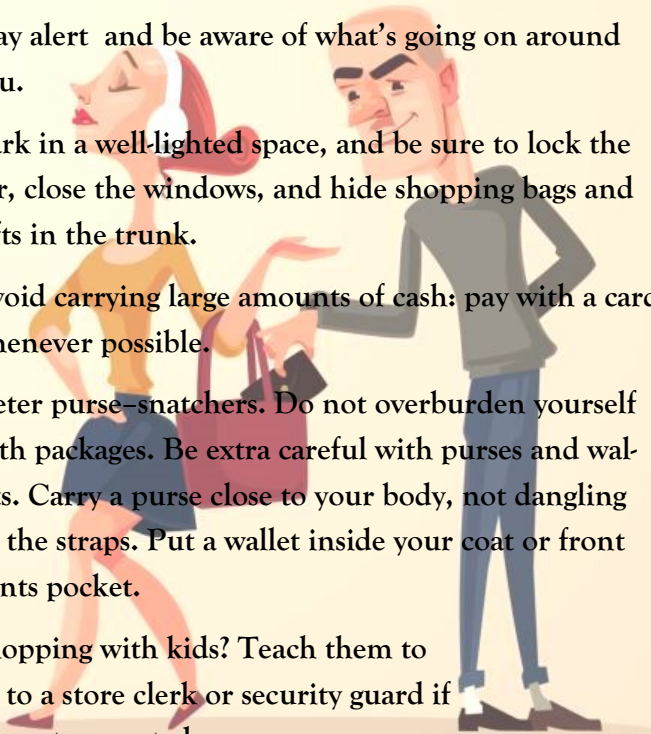 ay alert and be aware of what's going on around
u.
rk in a well-lighted space, and be sure to lock the
r, close the windows, and hide shopping bags and
ts in the trunk.
void carrying large amounts of cash: pay with a card
henever possible.
eter purse–snatchers. Do not overburden yourself
th packages. Be extra careful with purses and wal-
s. Carry a purse close to your body, not dangling
the straps. Put a wallet inside your coat or front
nts pocket.
opping with kids? Teach them to
to a store clerk or security guard if